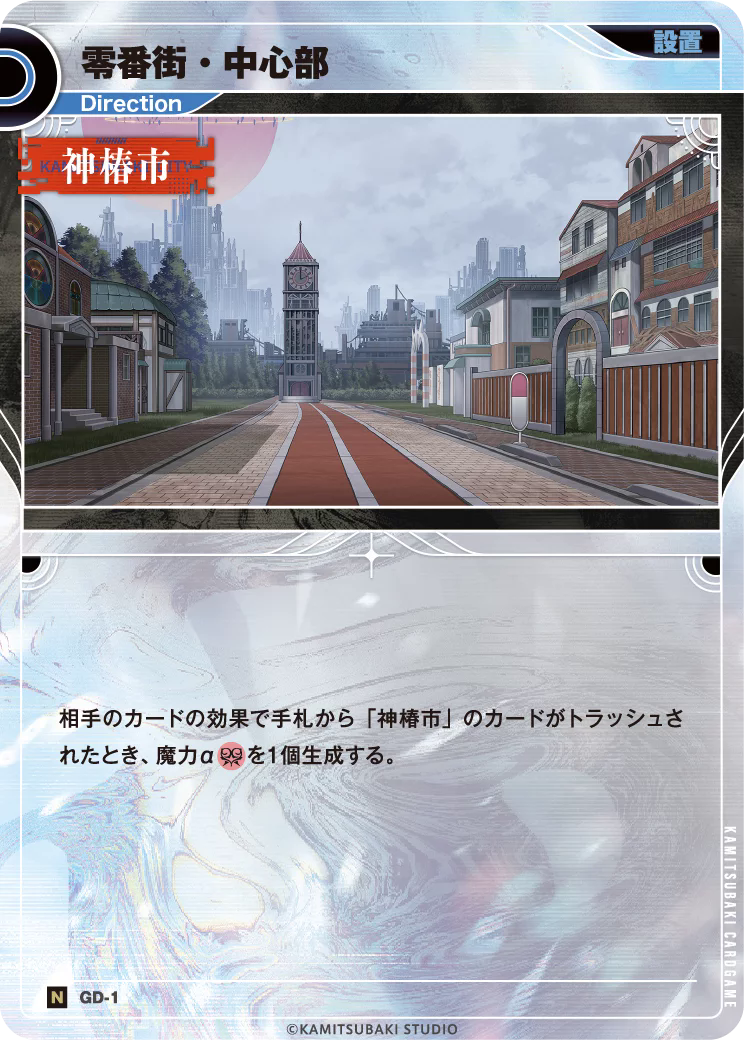 設置
零番街・中心部
Direction
神椿市
相手のカードの効果で手札から「神椿市」のカードがトラッシュさ
れたとき、魔力αを1個生成する。
N GD-1
KAMITSUBAKI CARDGAME
©KAMITSUBAKI STUDIO